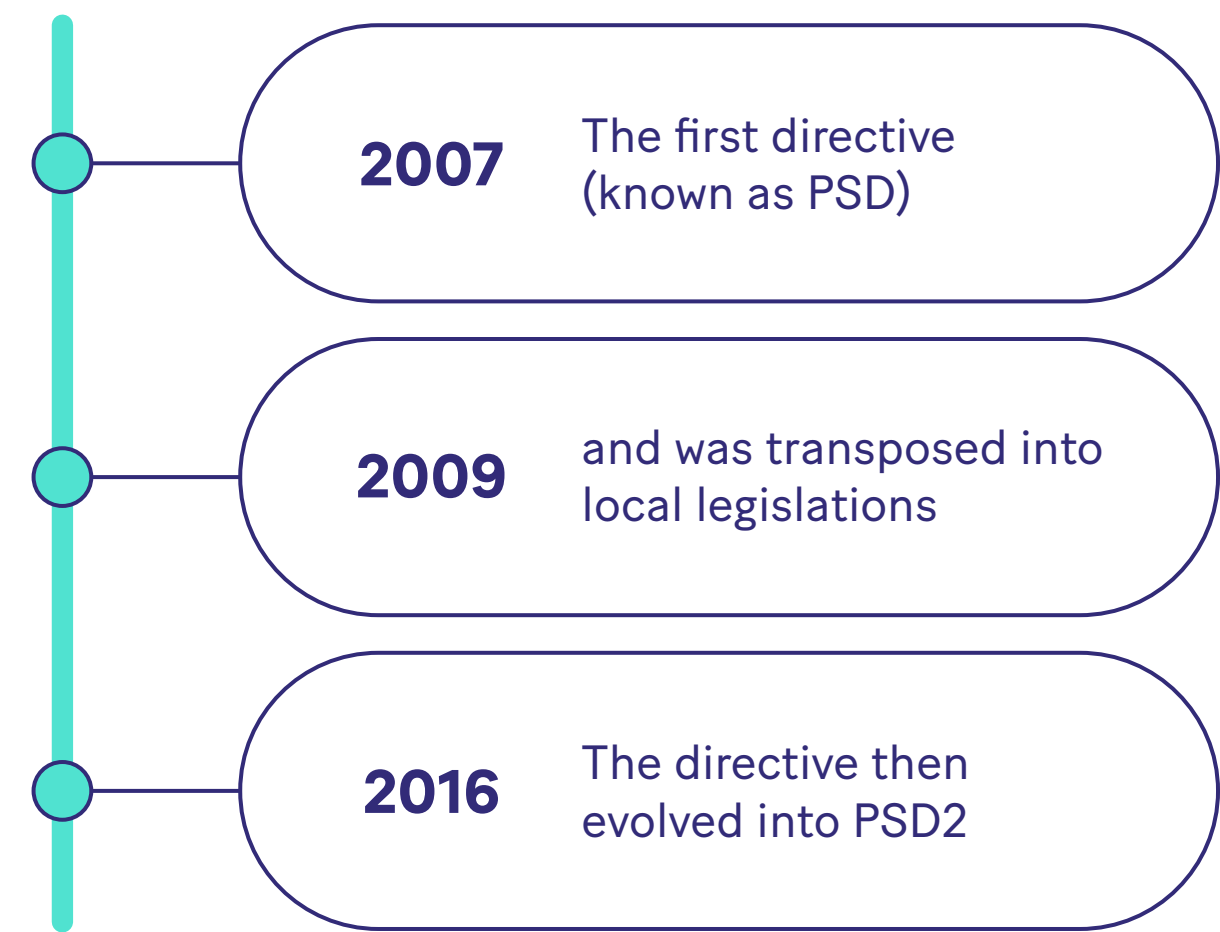 2007
The first directive
(known as PSD)
2009
and was transposed into
local legislations
2016
The directive then
evolved into PSD2